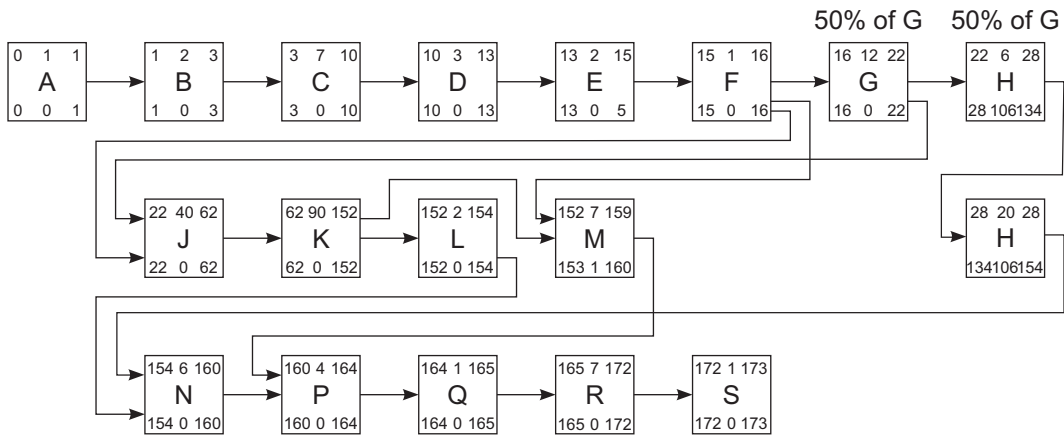 50% of G
50% of G
0 1 1
A
0 0 1
1 2 3
B
1 0 3
3 7 10
C
3 0 10
10 3 13
D
10 0 13
13 2 15
E
13 0 5
15 1 16
F
15 0 16
16 12 22
G
16 0 22
22 6 28
H
28 106 134
22 40 62
J
22 0 62
62 90 152
K
62 0 152
152 2 154
L
152 0 154
152 7 159
M
153 1 160
28 20 28
H
134 106 154
154 6 160
N
154 0 160
160 4 164
P
160 0 164
164 1 165
Q
164 0 165
165 7 172
R
165 0 172
172 1 173
S
172 0 173